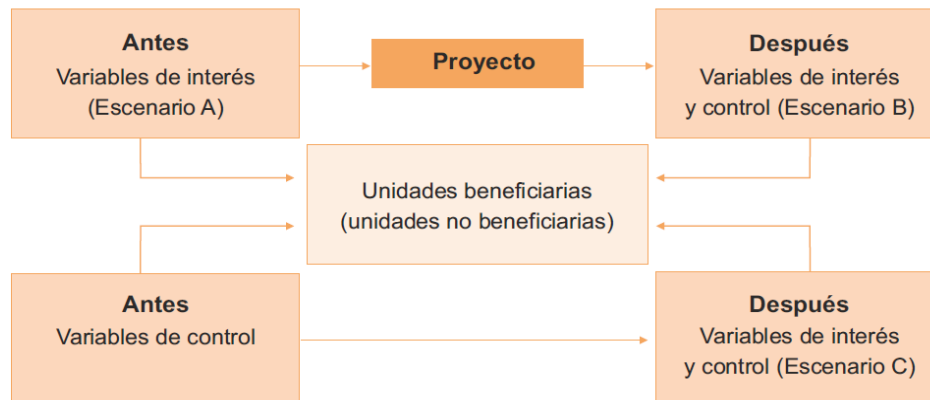 Antes
Variables de interés
(Escenario A)
Proyecto
Después
Variables de interés
y control (Escenario B)
Unidades beneficiarias
(unidades no beneficiarias)
Antes
Variables de control
Después
Variables de interés
y control (Escenario C)